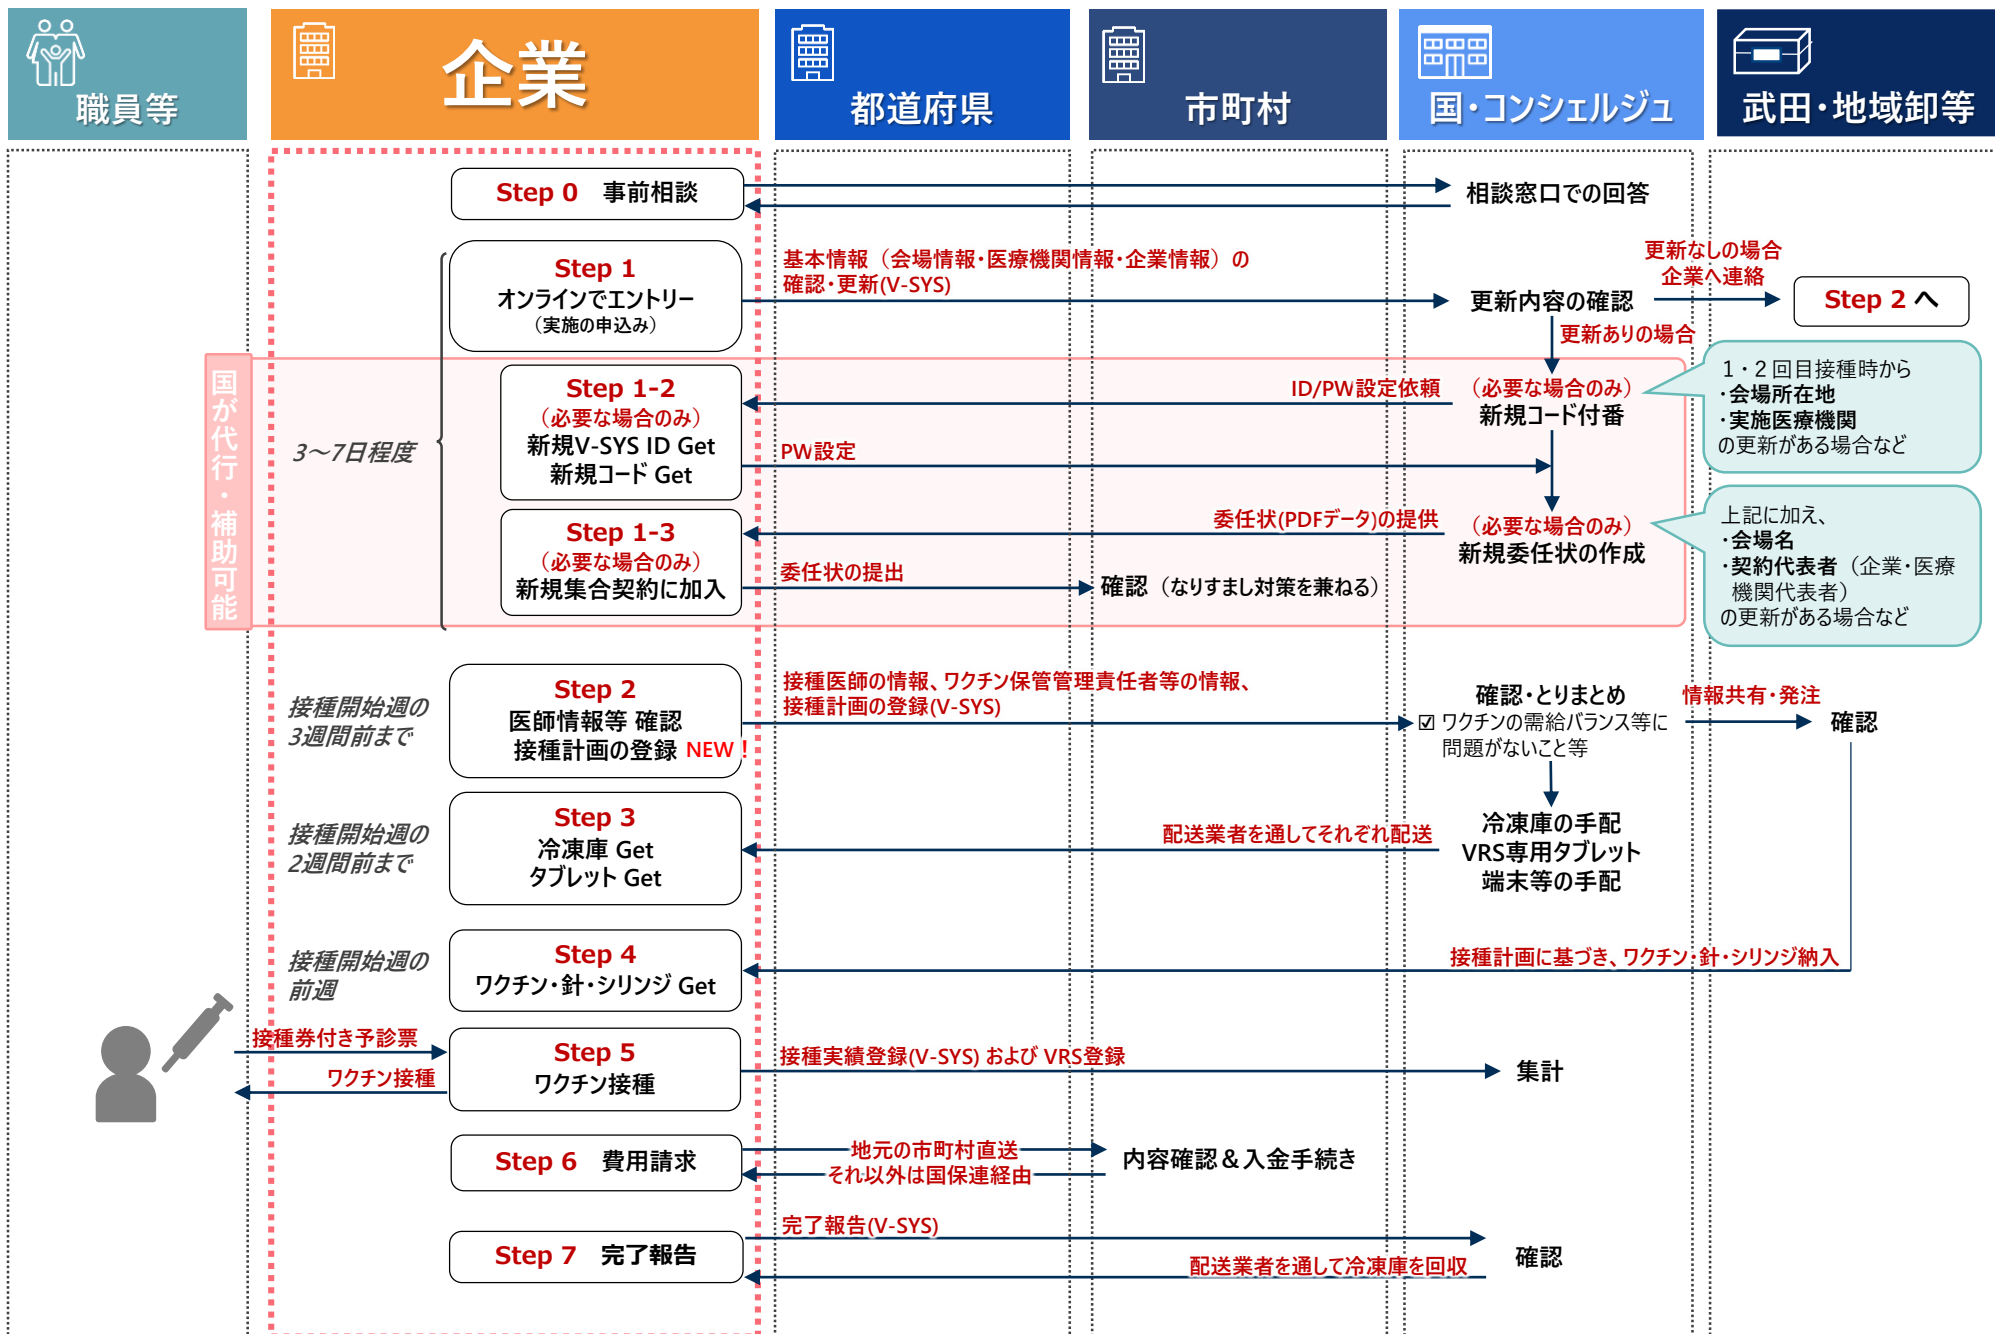 職員等
企業
都道府県
市町村
国・コンシェルジュ
武田・地域卸等
Step 0　事前相談
相談窓口での回答
Step 1
オンラインでエントリー
（実施の申込み）
基本情報（会場情報・医療機関情報・企業情報）の
確認・更新(V-SYS)
更新内容の確認
更新なしの場合
企業へ連絡
Step 2 へ
更新ありの場合
国が代行・補助可能
3～7日程度
Step 1-2
（必要な場合のみ）
新規V-SYS ID Get
新規コード Get
ID/PW設定依頼
（必要な場合のみ）
新規コード付番
PW設定
1・2回目接種時から
・会場所在地
・実施医療機関
の更新がある場合など
Step 1-3
（必要な場合のみ）
新規集合契約に加入
委任状(PDFデータ)の提供
（必要な場合のみ）
新規委任状の作成
委任状の提出
確認（なりすまし対策を兼ねる）
上記に加え、
・会場名
・契約代表者（企業・医療
機関代表者）
の更新がある場合など
接種開始週の
3週間前まで
Step 2
医師情報等 確認
接種計画の登録 NEW！
接種医師の情報、ワクチン保管管理責任者等の情報、
接種計画の登録(V-SYS)
確認・とりまとめ
☑ ワクチンの需給バランス等に
問題がないこと等
情報共有・発注
確認
接種開始週の
2週間前まで
Step 3
冷凍庫 Get
タブレット Get
配送業者を通してそれぞれ配送
冷凍庫の手配
VRS専用タブレット
端末等の手配
接種開始週の
前週
Step 4
ワクチン・針・シリンジ Get
接種計画に基づき、ワクチン・針・シリンジ納入
接種券付き予診票
ワクチン接種
Step 5
ワクチン接種
接種実績登録(V-SYS) および VRS登録
集計
Step 6　費用請求
地元の市町村直送
それ以外は国保連経由
内容確認＆入金手続き
Step 7　完了報告
完了報告(V-SYS)
配送業者を通して冷凍庫を回収
確認